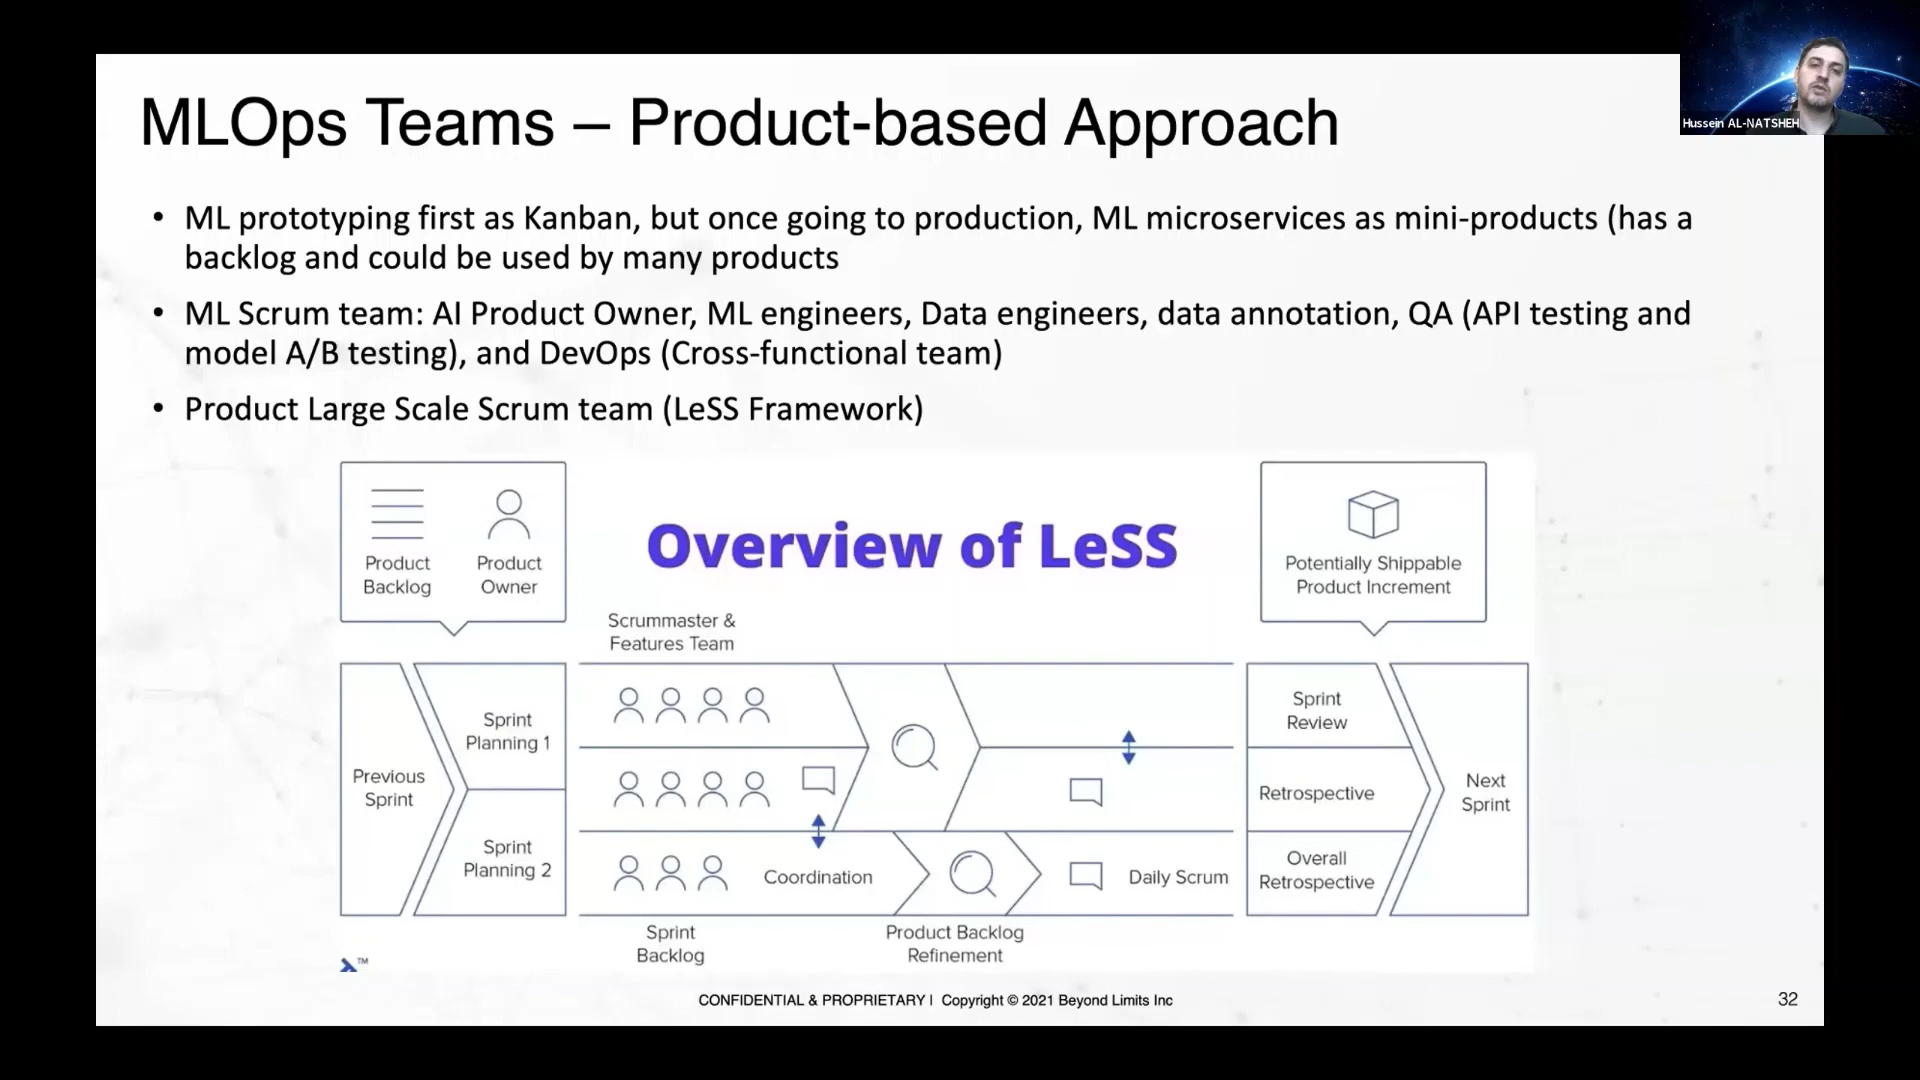 MLOps Teams – Product-based Approach
Hussein AL-NATSHEH
• ML prototyping first as Kanban, but once going to production, ML microservices as mini-products (has a
backlog and could be used by many products
• ML Scrum team: AI Product Owner, ML engineers, Data engineers, data annotation, QA (API testing and
model A/B testing), and DevOps (Cross-functional team)
• Product Large Scale Scrum team (LeSS Framework)
Product
Backlog
Product
Owner
Overview of LeSS
Potentially Shippable
Product Increment
Scrummaster &
Features Team
Previous
Sprint
Sprint
Planning 1
Sprint
Planning 2
Coordination
Daily Scrum
Sprint
Review
Retrospective
Overall
Retrospective
Next
Sprint
Sprint
Backlog
Product Backlog
Refinement
TM
CONFIDENTIAL & PROPRIETARY I Copyright © 2021 Beyond Limits Inc
32